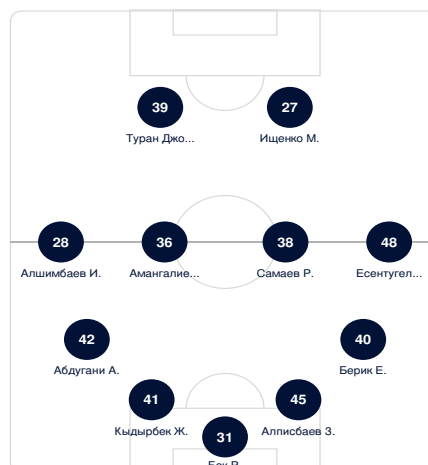 39 27
Туран Джо... Ищенко М.
28 36 38 48
Алшимбаев И. Амангалие... Самаев Р. Есентугел...
42 40
Абдугани А. Берик Е.
41 45
Кыдырбек Ж. Алписбаев З.
31